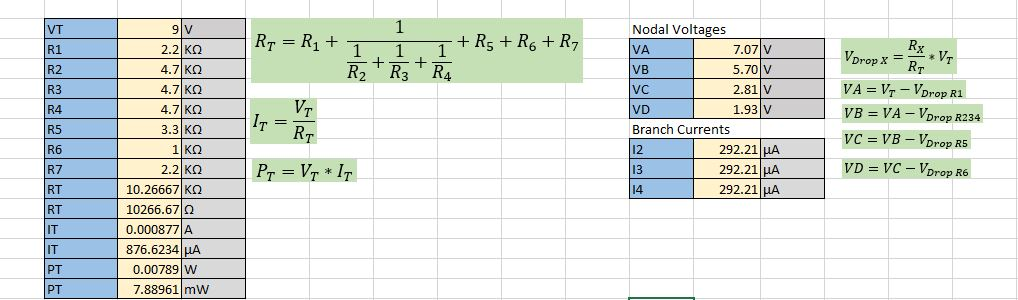 VT 9 V
R1 2.2 KΩ
R2 4.7 KΩ
R3 4.7 KΩ
R4 4.7 KΩ
R5 3.3 KΩ
R6 1 KΩ
R7 2.2 KΩ
RT 10.26667 KΩ
RT 10266.67 Ω
IT 0.000877 A
IT 876.6234 µA
PT 0.00789 W
PT 7.88961 mW
R_T = R_1 + 1 / (1/R_2 + 1/R_3 + 1/R_4) + R_5 + R_6 + R_7
I_T = V_T / R_T
P_T = V_T * I_T
Nodal Voltages
VA 7.07 V
VB 5.70 V
VC 2.81 V
VD 1.93 V
Branch Currents
I2 292.21 µA
I3 292.21 µA
I4 292.21 µA
V_Drop X = R_X / R_T * V_T
VA = V_T − V_Drop R1
VB = VA − V_Drop R234
VC = VB − V_Drop R5
VD = VC − V_Drop R6